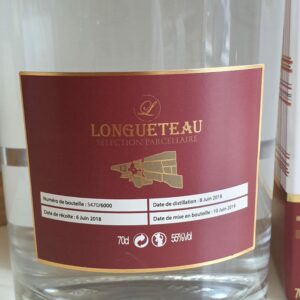 L
LONGUETEAU
SÉLECTION PARCELLAIRE
Numéro de bouteille : 5470/6000
Date de distillation : 8 Juin 2018
Date de récolte : 6 Juin 2018
Date de mise en bouteille : 10 Juin 2019
70cl
55%Vol